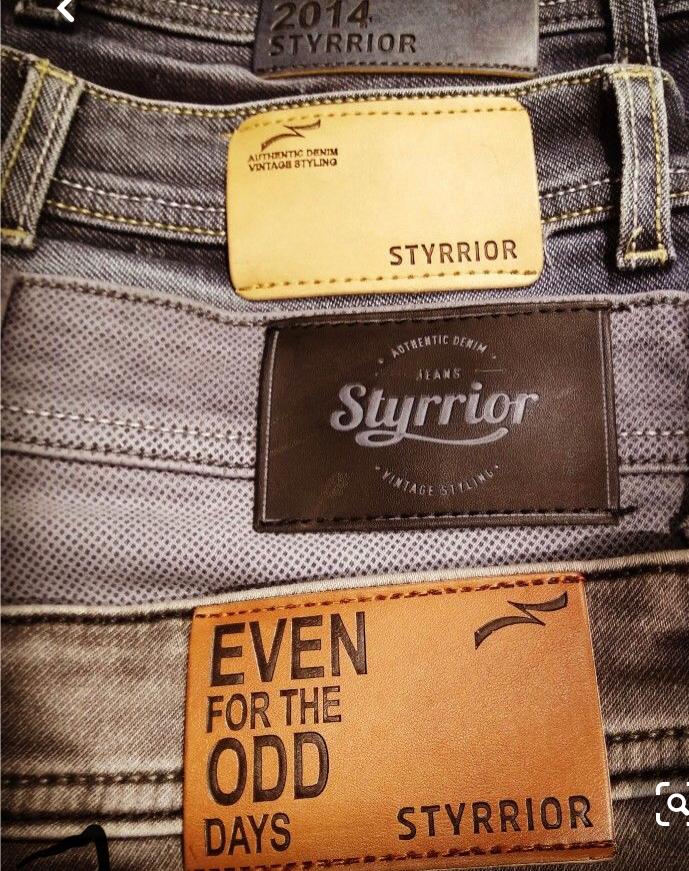 2014
STYRRIOR
AUTHENTIC DENIM
VINTAGE STYLING
STYRRIOR
AUTHENTIC DENIM
JEANS
Styrrior
VINTAGE STYLING
EVEN
FOR THE
ODD
DAYS
STYRRIOR